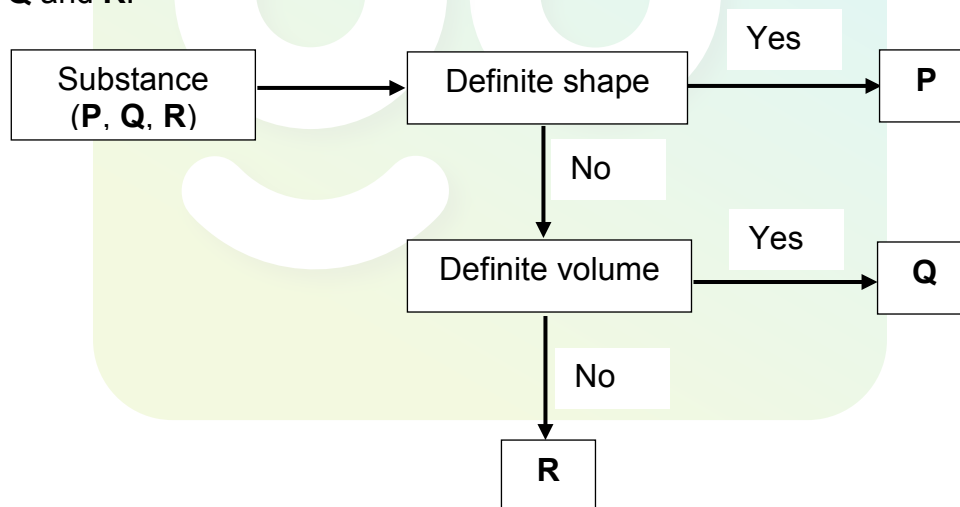 Q and R.
Yes
Substance
(P, Q, R)
Definite shape
P
No
Yes
Definite volume
Q
No
R